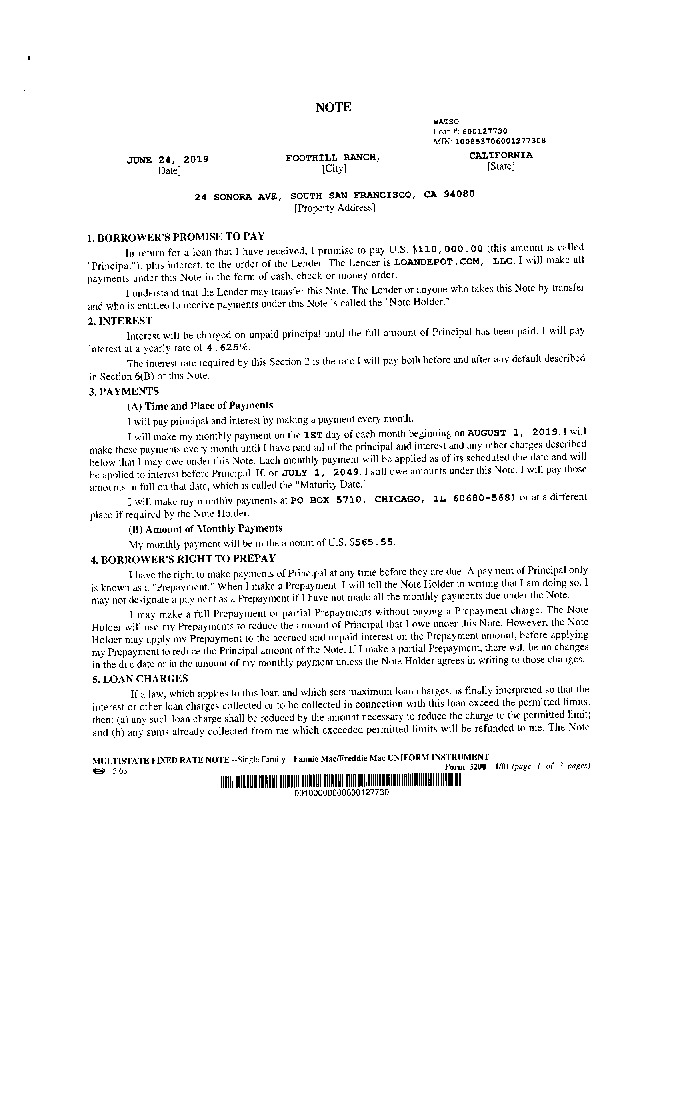 NOTE
WATSO
Loan #: 600127730
MIN: 100853706001277308
JUNE 24, 2019 FOOTHILL RANCH, CALIFORNIA
[Date] [City] [State]
24 SONORA AVE, SOUTH SAN FRANCISCO, CA 94080
[Property Address]
1. BORROWER'S PROMISE TO PAY
In return for a loan that I have received, I promise to pay U.S. $110,000.00 (this amount is called
"Principal"), plus interest, to the order of the Lender. The Lender is LOANDEPOT.COM, LLC. I will make all
payments under this Note in the form of cash, check or money order.
I understand that the Lender may transfer this Note. The Lender or anyone who takes this Note by transfer
and who is entitled to receive payments under this Note is called the "Note Holder."
2. INTEREST
Interest will be charged on unpaid principal until the full amount of Principal has been paid. I will pay
interest at a yearly rate of 4.625%.
The interest rate required by this Section 2 is the rate I will pay both before and after any default described
in Section 6(B) of this Note.
3. PAYMENTS
(A) Time and Place of Payments
I will pay principal and interest by making a payment every month.
I will make my monthly payment on the 1ST day of each month beginning on AUGUST 1, 2019. I will
make these payments every month until I have paid all of the principal and interest and any other charges described
below that I may owe under this Note. Each monthly payment will be applied as of its scheduled due date and will
be applied to interest before Principal. If, on JULY 1, 2049, I still owe amounts under this Note, I will pay those
amounts in full on that date, which is called the "Maturity Date."
I will make my monthly payments at PO BOX 5710, CHICAGO, IL 60680-5681 or at a different
place if required by the Note Holder.
(B) Amount of Monthly Payments
My monthly payment will be in the amount of U.S. $565.55.
4. BORROWER'S RIGHT TO PREPAY
I have the right to make payments of Principal at any time before they are due. A payment of Principal only
is known as a "Prepayment." When I make a Prepayment, I will tell the Note Holder in writing that I am doing so. I
may not designate a payment as a Prepayment if I have not made all the monthly payments due under the Note.
I may make a full Prepayment or partial Prepayments without paying a Prepayment charge. The Note
Holder will use my Prepayments to reduce the amount of Principal that I owe under this Note. However, the Note
Holder may apply my Prepayment to the accrued and unpaid interest on the Prepayment amount, before applying
my Prepayment to reduce the Principal amount of the Note. If I make a partial Prepayment, there will be no changes
in the due date or in the amount of my monthly payment unless the Note Holder agrees in writing to those changes.
5. LOAN CHARGES
If a law, which applies to this loan and which sets maximum loan charges, is finally interpreted so that the
interest or other loan charges collected or to be collected in connection with this loan exceed the permitted limits,
then: (a) any such loan charge shall be reduced by the amount necessary to reduce the charge to the permitted limit;
and (b) any sums already collected from me which exceeded permitted limits will be refunded to me. The Note
MULTISTATE FIXED RATE NOTE --Single Family-- Fannie Mae/Freddie Mac UNIFORM INSTRUMENT
Form 3200 1/01 (page 1 of 3 pages)